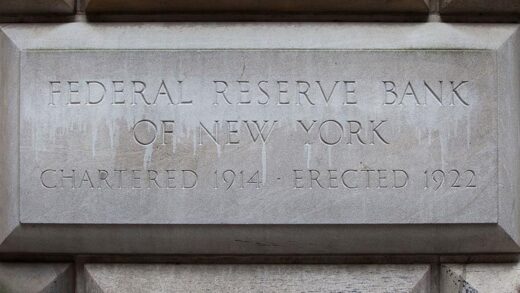 FEDERAL RESERVE BANK
OF NEW YORK
CHARTERED 1914 · ERECTED 1922